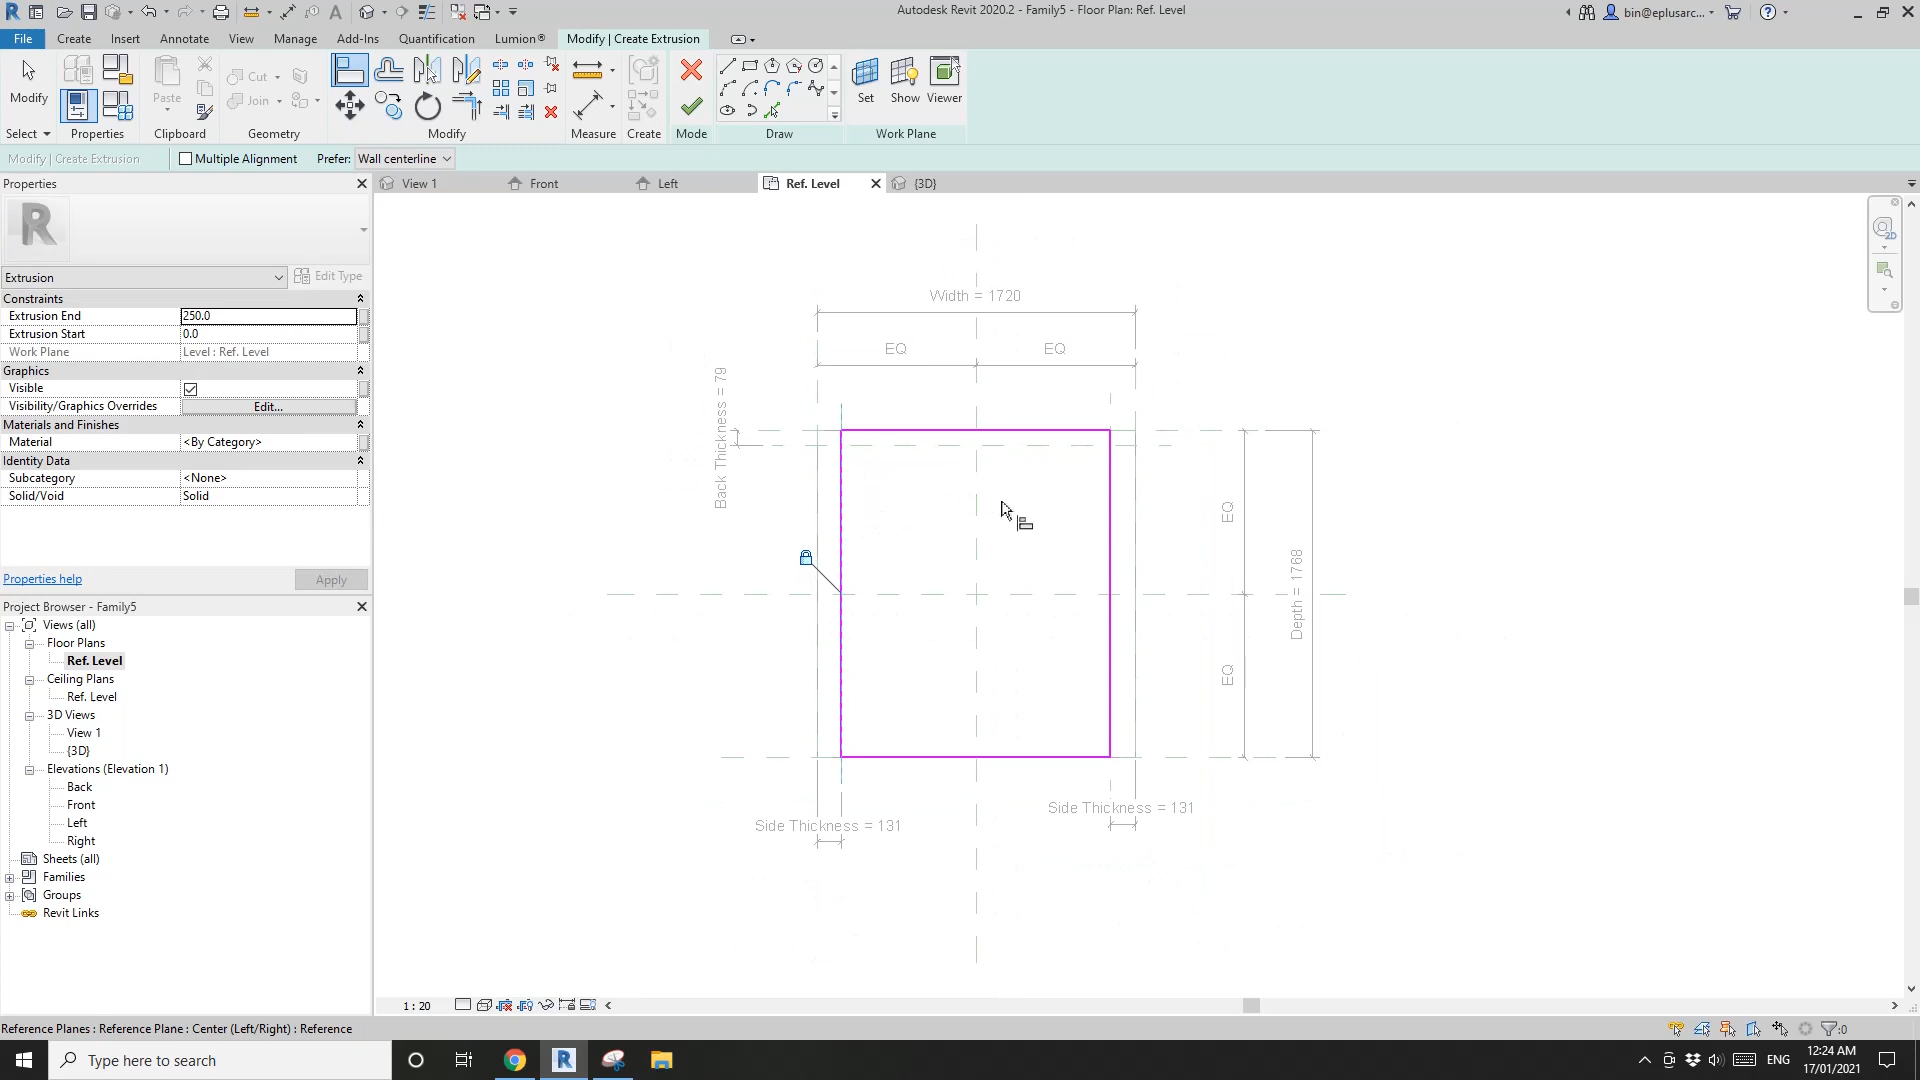 Autodesk Revit 2020.2 - Family5 - Floor Plan: Ref. Level
bin@eplusarc...
File Create Insert Annotate View Manage Add-Ins Quantification Lumion® Modify | Create Extrusion
Modify
Paste
Cut
Join
Set Show Viewer
Select Properties Clipboard Geometry Modify Measure Create Mode Draw Work Plane
Modify | Create Extrusion Multiple Alignment Prefer: Wall centerline
Properties
View 1 Front Left Ref. Level {3D}
Extrusion Edit Type
Constraints
Extrusion End 250.0
Extrusion Start 0.0
Work Plane Level : Ref. Level
Graphics
Visible
Visibility/Graphics Overrides Edit...
Materials and Finishes
Material <By Category>
Identity Data
Subcategory <None>
Solid/Void Solid
Properties help Apply
Project Browser - Family5
Views (all)
Floor Plans
Ref. Level
Ceiling Plans
Ref. Level
3D Views
View 1
{3D}
Elevations (Elevation 1)
Back
Front
Left
Right
Sheets (all)
Families
Groups
Revit Links
Width = 1720
EQ EQ
Back Thickness = 79
EQ
Depth = 1768
EQ
Side Thickness = 131
Side Thickness = 131
1 : 20
Reference Planes : Reference Plane : Center (Left/Right) : Reference
:0
Type here to search
ENG
12:24 AM
17/01/2021